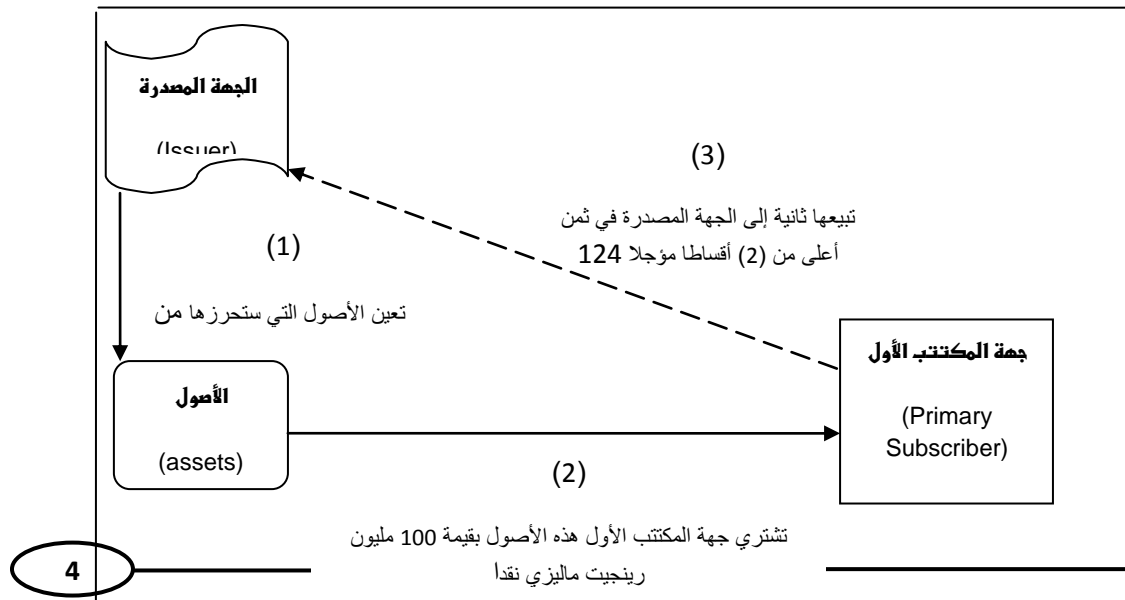 الجهة المصدرة
(Issuer)
(3)
تبيعها ثانية إلى الجهة المصدرة في ثمن
أعلى من (2) أقساطا مؤجلا 124
(1)
تعين الأصول التي ستحرزها من
جهة المكتتب الأول
(Primary
Subscriber)
الأصول
(assets)
(2)
تشتري جهة المكتتب الأول هذه الأصول بقيمة 100 مليون
رينجيت ماليزي نقدا
4